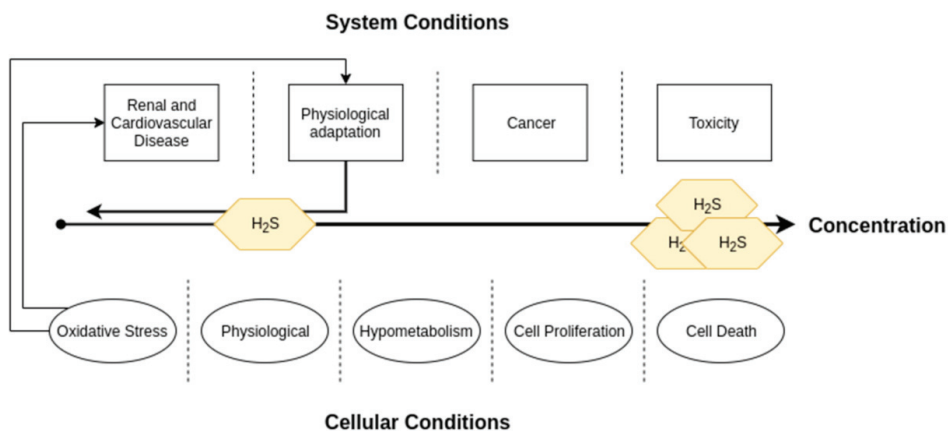 System Conditions
Renal and
Cardiovascular
Disease
Physiological
adaptation
Cancer
Toxicity
H₂S
H₂S
H₂
H₂S
Concentration
Oxidative Stress
Physiological
Hypometabolism
Cell Proliferation
Cell Death
Cellular Conditions